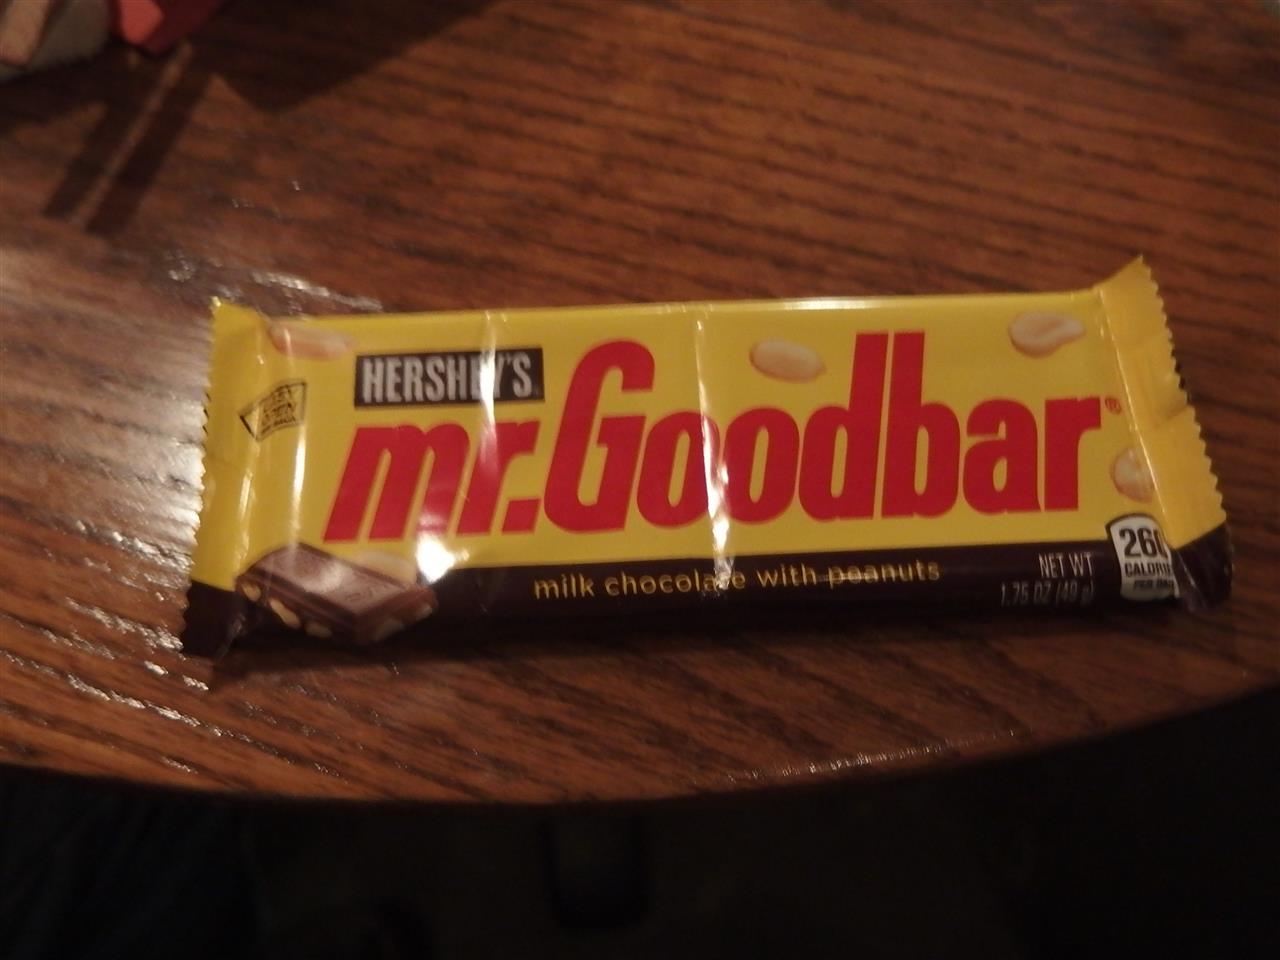 HERSHEY'S
mr.Goodbar®
milk chocolate with peanuts
NET WT
1.75 OZ (49 g)
260
CALORIES